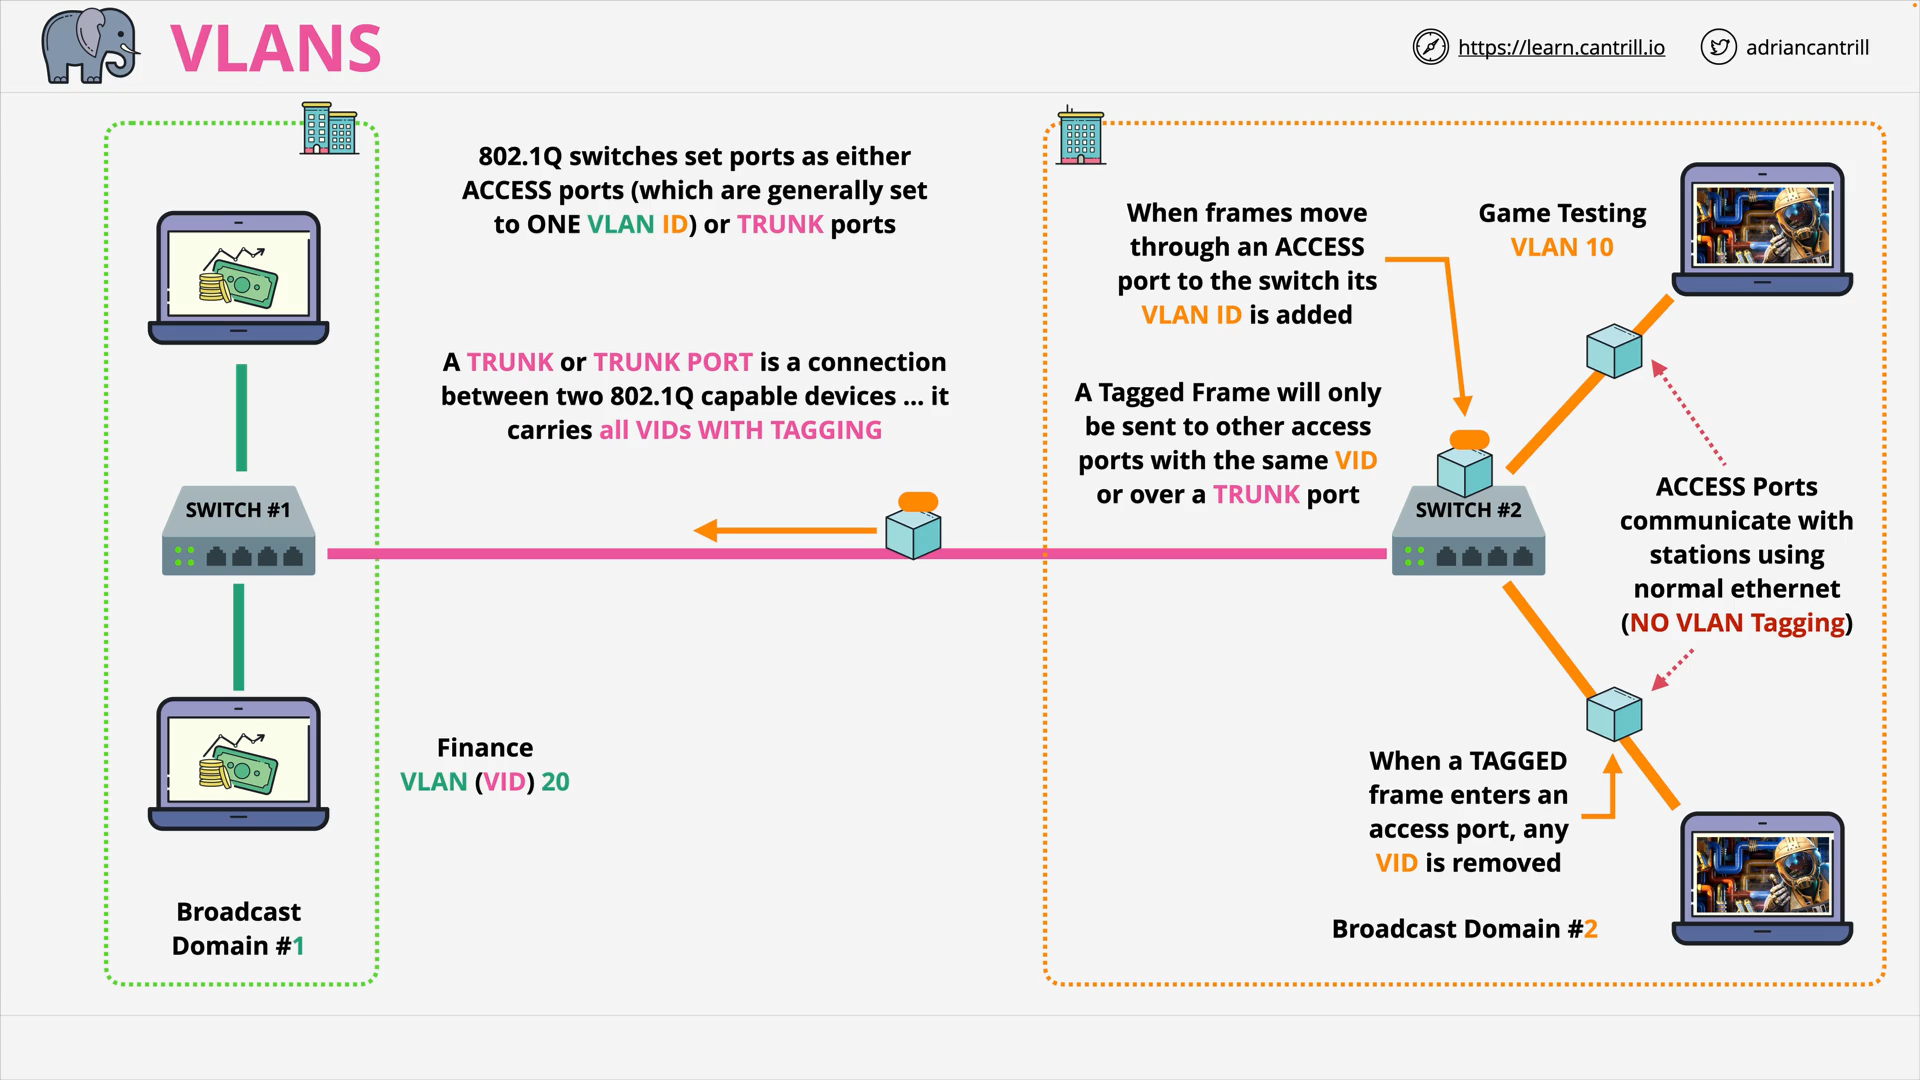 VLANS
https://learn.cantrill.io
adriancantrill
802.1Q switches set ports as either
ACCESS ports (which are generally set
to ONE VLAN ID) or TRUNK ports
A TRUNK or TRUNK PORT is a connection
between two 802.1Q capable devices ... it
carries all VIDs WITH TAGGING
When frames move
through an ACCESS
port to the switch its
VLAN ID is added
Game Testing
VLAN 10
A Tagged Frame will only
be sent to other access
ports with the same VID
or over a TRUNK port
SWITCH #1
SWITCH #2
ACCESS Ports
communicate with
stations using
normal ethernet
(NO VLAN Tagging)
Finance
VLAN (VID) 20
When a TAGGED
frame enters an
access port, any
VID is removed
Broadcast
Domain #1
Broadcast Domain #2